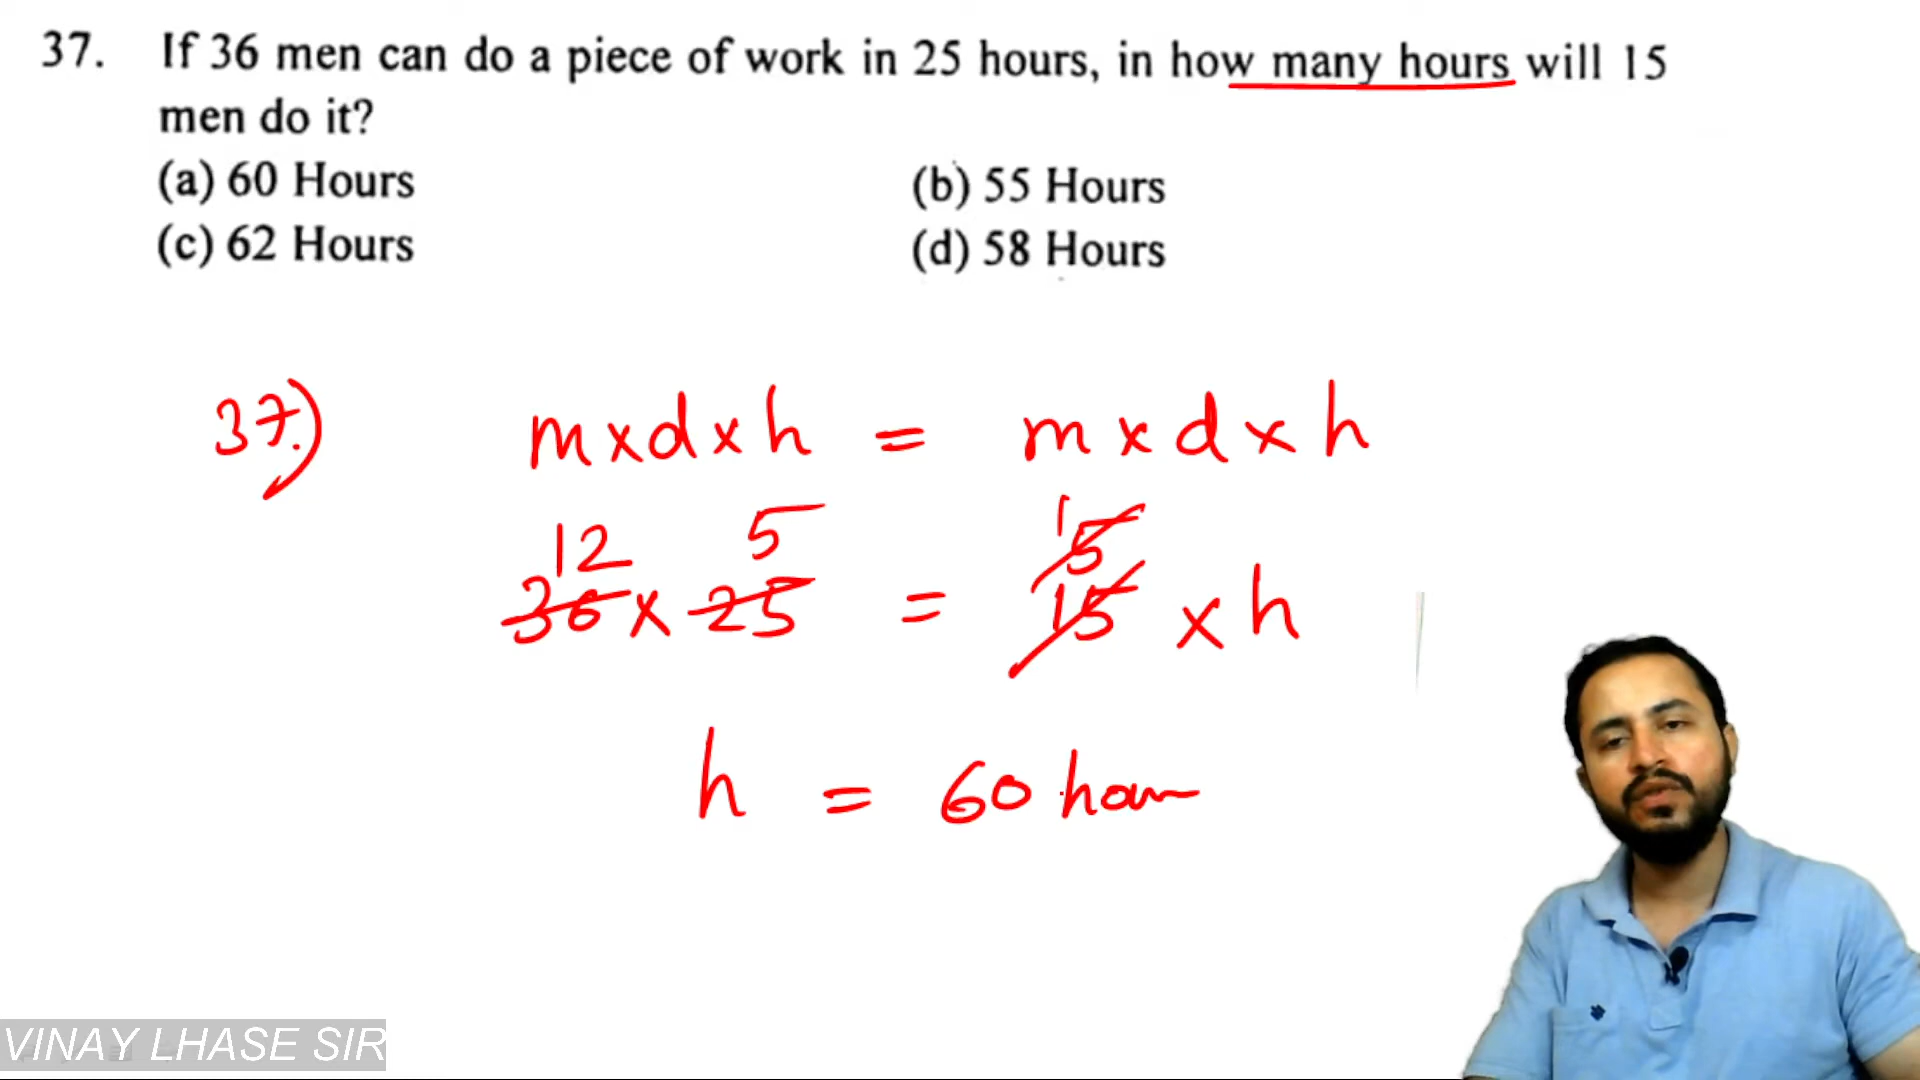 37. If 36 men can do a piece of work in 25 hours, in how many hours will 15
men do it?
(a) 60 Hours (b) 55 Hours
(c) 62 Hours (d) 58 Hours
37.) m x d x h = m x d x h
12 5 1 5
36 x 25 = 15 x h
h = 60 hour
VINAY LHASE SIR